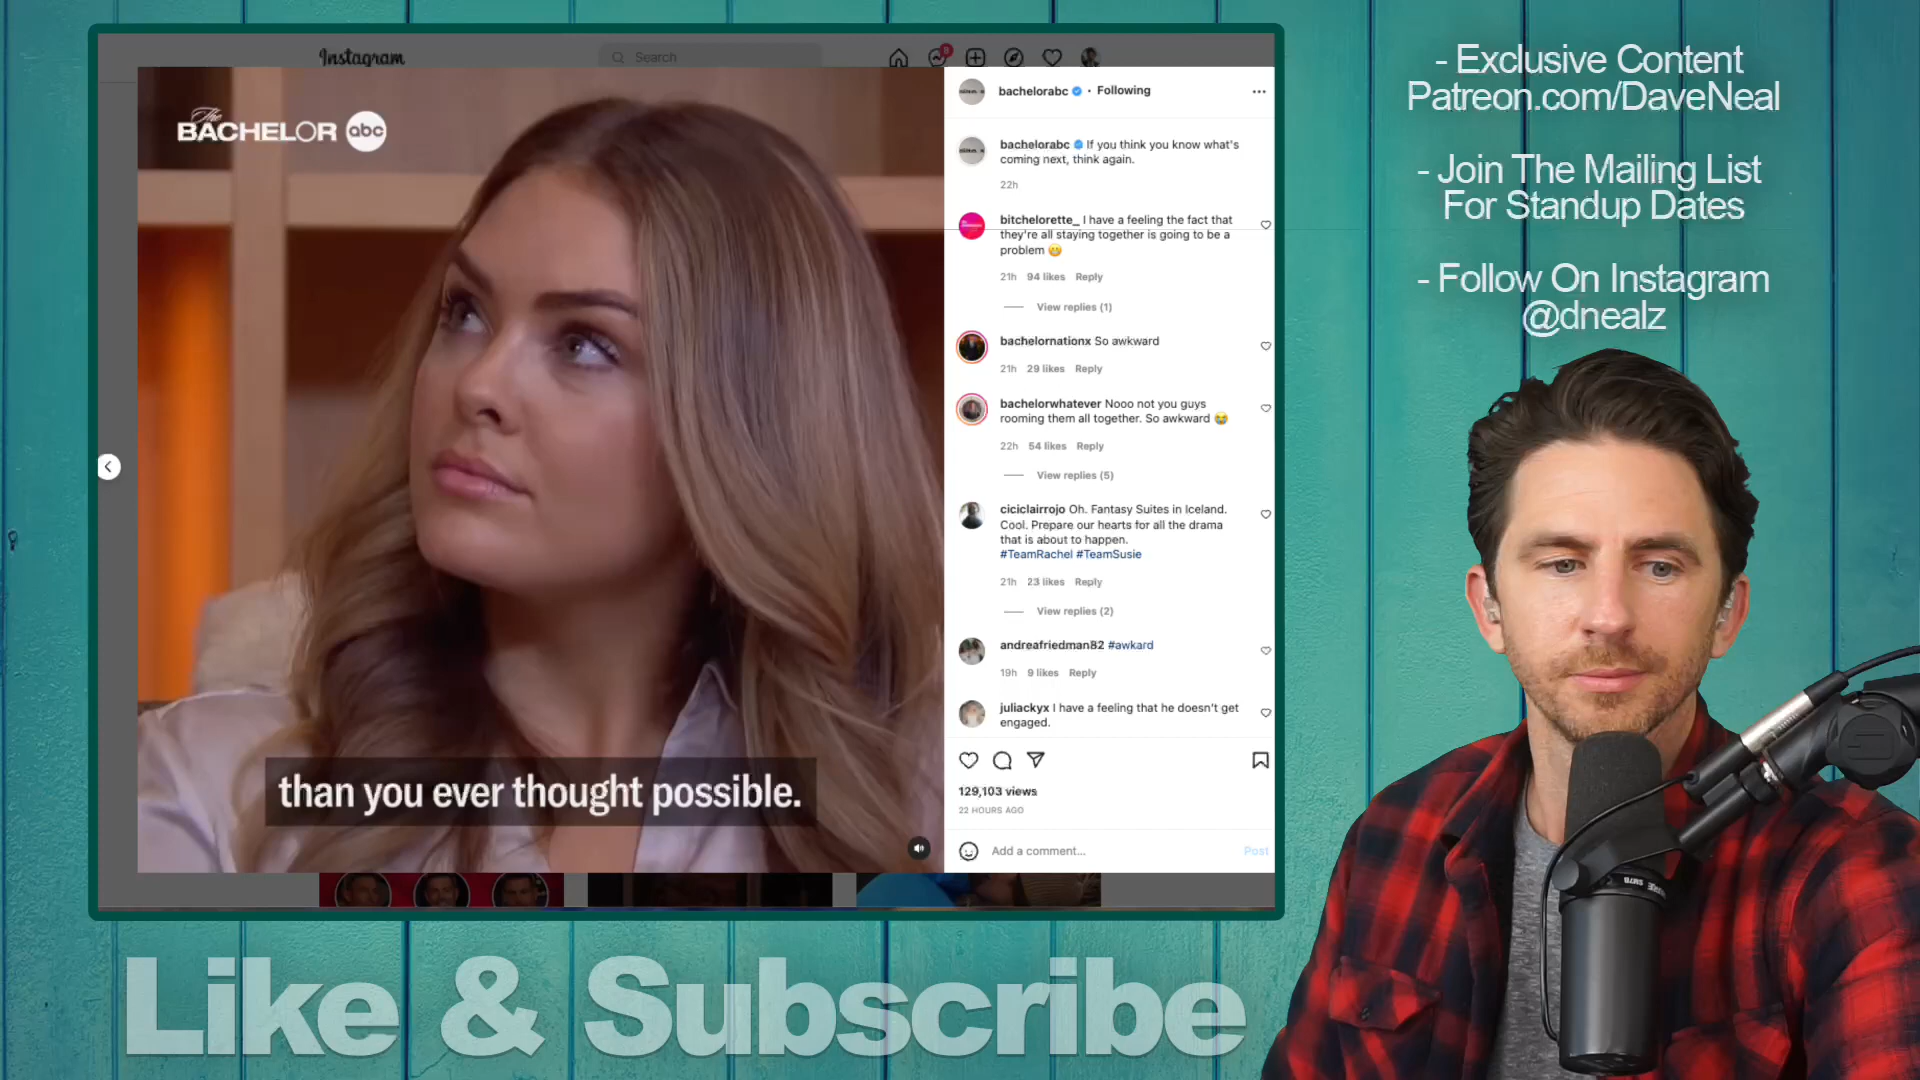 Instagram
Search
8
The
BACHELOR abc
than you ever thought possible.
bachelorabc • Following
bachelorabc If you think you know what's
coming next, think again.
22h
bitchelorette_ I have a feeling the fact that
they're all staying together is going to be a
problem
21h 94 likes Reply
View replies (1)
bachelornationx So awkward
21h 29 likes Reply
bachelorwhatever Nooo not you guys
rooming them all together. So awkward
22h 54 likes Reply
View replies (5)
ciciclairrojo Oh. Fantasy Suites in Iceland.
Cool. Prepare our hearts for all the drama
that is about to happen.
#TeamRachel #TeamSusie
21h 23 likes Reply
View replies (2)
andreafriedman82 #awkard
19h 9 likes Reply
juliackyx I have a feeling that he doesn't get
engaged.
129,103 views
22 HOURS AGO
Add a comment...
Post
- Exclusive Content
Patreon.com/DaveNeal
- Join The Mailing List
For Standup Dates
- Follow On Instagram
@dnealz
Like & Subscribe